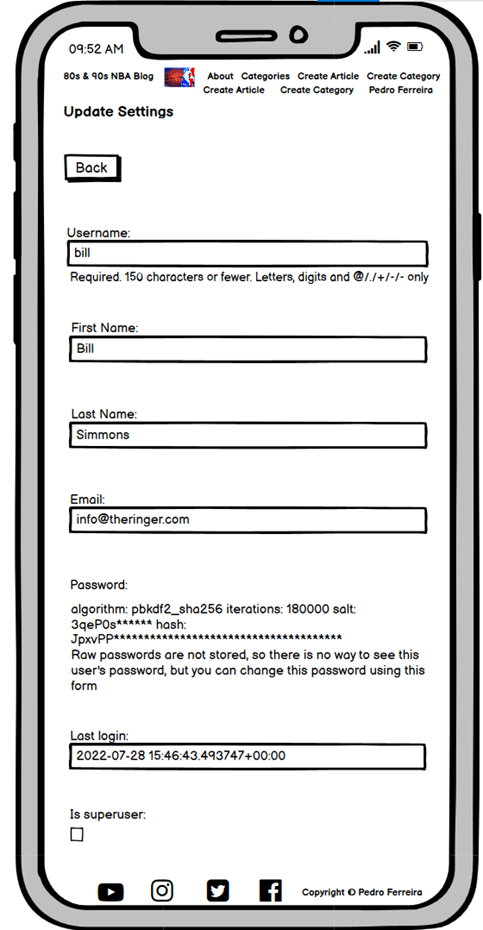 09:52 AM
80s & 90s NBA Blog About Categories Create Article Create Category
Create Article Create Category Pedro Ferreira
Update Settings
Back
Username:
bill
Required. 150 characters or fewer. Letters, digits and @/./+/-/- only
First Name:
Bill
Last Name:
Simmons
Email:
info@theringer.com
Password:
algorithm: pbkdf2_sha256 iterations: 180000 salt:
3qeP0s****** hash:
JpxvPP**************************************
Raw passwords are not stored, so there is no way to see this
user's password, but you can change this password using this
form
Last login:
2022-07-28 15:46:43.493747+00:00
Is superuser:
Copyright © Pedro Ferreira